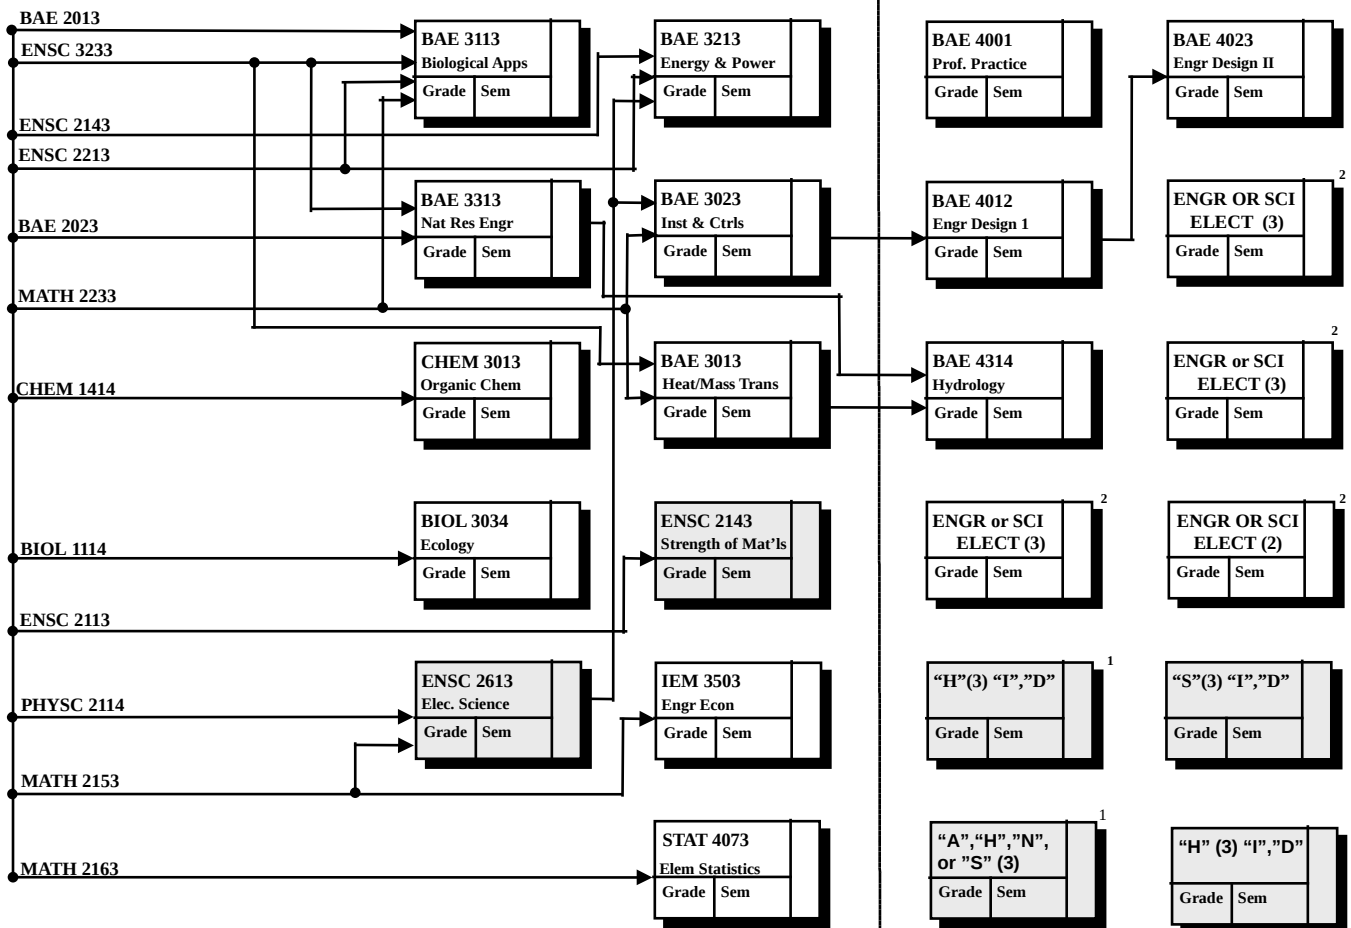 BAE 2013
ENSC 3233
ENSC 2143
ENSC 2213
BAE 2023
MATH 2233
CHEM 1414
BIOL 1114
ENSC 2113
PHYSC 2114
MATH 2153
MATH 2163
BAE 3113
Biological Apps
Grade Sem
BAE 3313
Nat Res Engr
Grade Sem
CHEM 3013
Organic Chem
Grade Sem
BIOL 3034
Ecology
Grade Sem
ENSC 2613
Elec. Science
Grade Sem
BAE 3213
Energy & Power
Grade Sem
BAE 3023
Inst & Ctrls
Grade Sem
BAE 3013
Heat/Mass Trans
Grade Sem
ENSC 2143
Strength of Mat’ls
Grade Sem
IEM 3503
Engr Econ
Grade Sem
STAT 4073
Elem Statistics
Grade Sem
BAE 4001
Prof. Practice
Grade Sem
BAE 4012
Engr Design 1
Grade Sem
BAE 4314
Hydrology
Grade Sem
2
ENGR or SCI
ELECT (3)
Grade Sem
1
“H”(3) “I”,”D”
Grade Sem
1
“A”,“H”,”N”,
or ”S” (3)
Grade Sem
BAE 4023
Engr Design II
Grade Sem
2
ENGR OR SCI
ELECT (3)
Grade Sem
2
ENGR or SCI
ELECT (3)
Grade Sem
2
ENGR OR SCI
ELECT (2)
Grade Sem
“S”(3) “I”,”D”
Grade Sem
“H” (3) “I”,”D”
Grade Sem